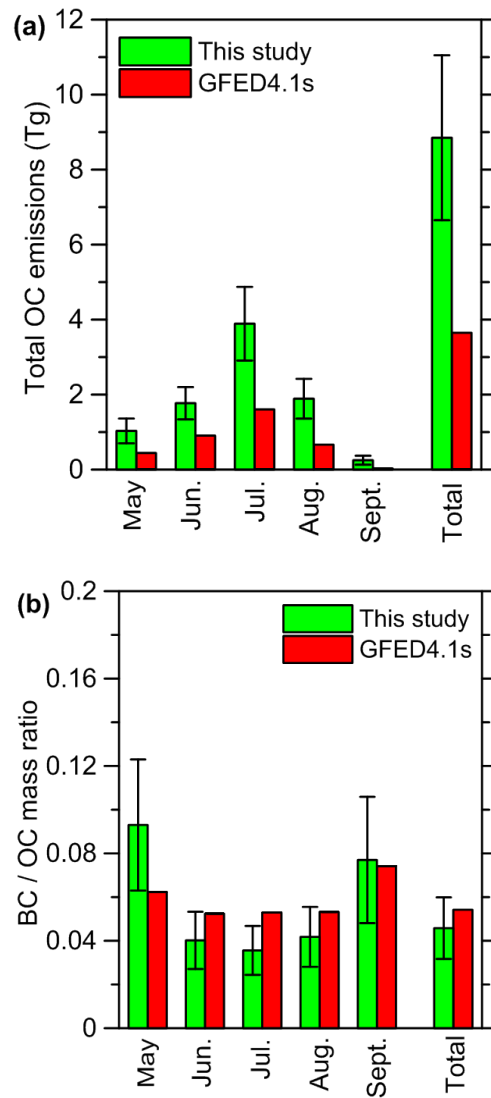 (a)
This study
GFED4.1s
Total OC emissions (Tg)
12
10
8
6
4
2
0
May
Jun.
Jul.
Aug.
Sept.
Total
(b)
This study
GFED4.1s
BC / OC mass ratio
0.2
0.16
0.12
0.08
0.04
0
May
Jun.
Jul.
Aug.
Sept.
Total